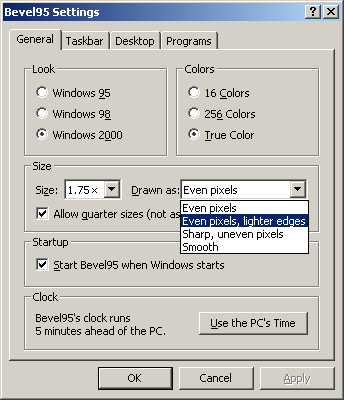 Bevel95 Settings
General Taskbar Desktop Programs
Look
Windows 95
Windows 98
Windows 2000
Colors
16 Colors
256 Colors
True Color
Size
Size: 1.75× Drawn as: Even pixels
Even pixels
Even pixels, lighter edges
Sharp, uneven pixels
Smooth
Allow quarter sizes (not as
Startup
Start Bevel95 when Windows starts
Clock
Bevel95's clock runs
5 minutes ahead of the PC.
Use the PC's Time
OK Cancel Apply